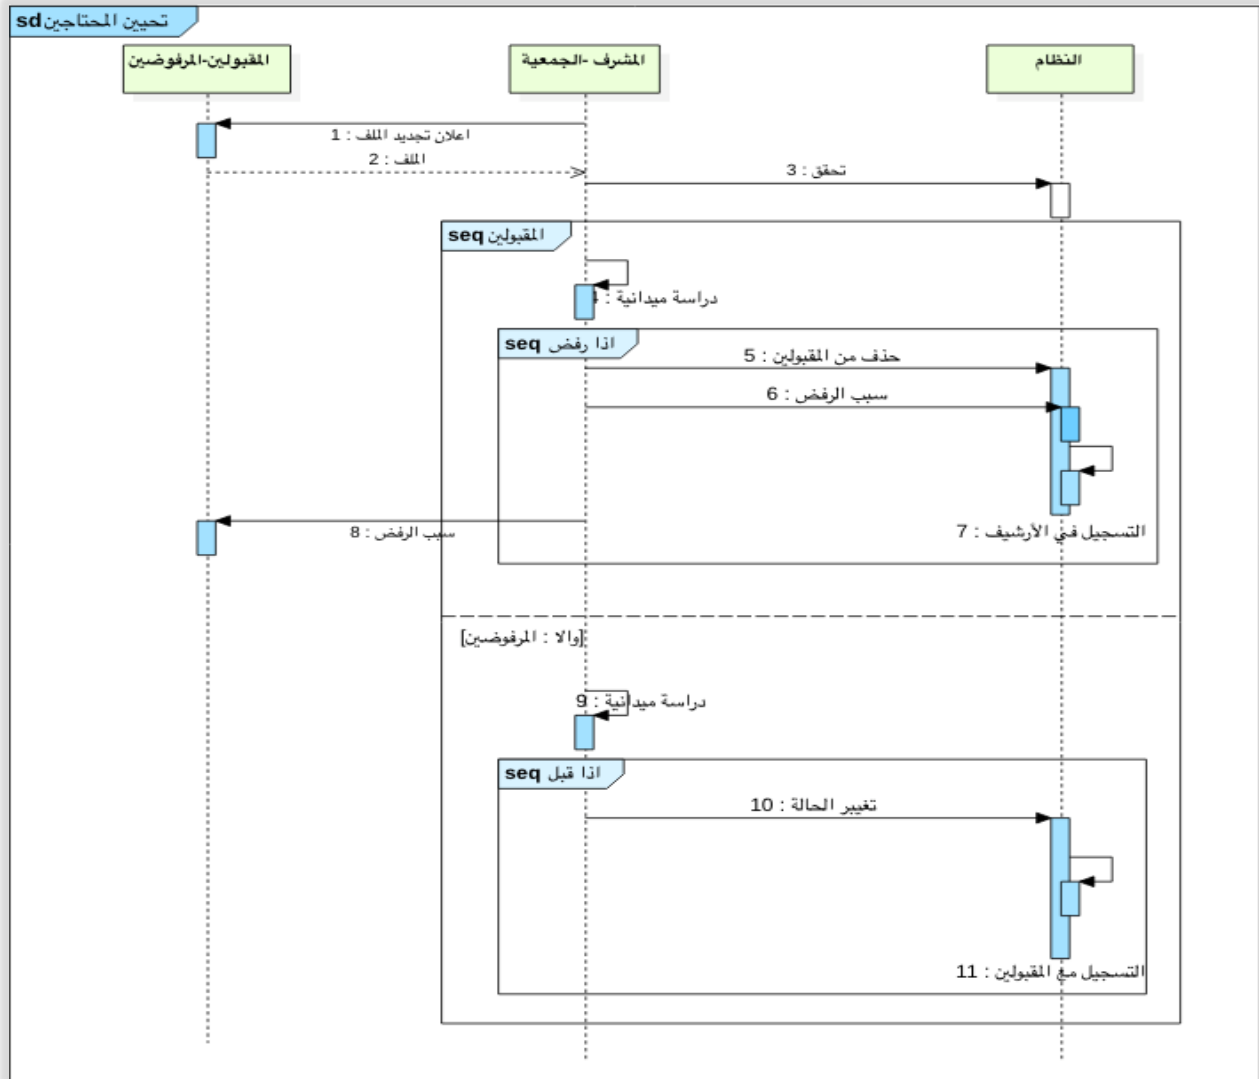 sd تحيين المحتاجين
المقبولين-المرفوضين
المشرف -الجمعية
النظام
1 : اعلان تجديد الملف
2 : الملف
3 : تحقق
seq المقبولين
4 : دراسة ميدانية
seq اذا رفض
5 : حذف من المقبولين
6 : سبب الرفض
7 : التسجيل في الأرشيف
8 : سبب الرفض
[والا : المرفوضين]
9 : دراسة ميدانية
seq اذا قبل
10 : تغيير الحالة
11 : التسجيل مع المقبولين